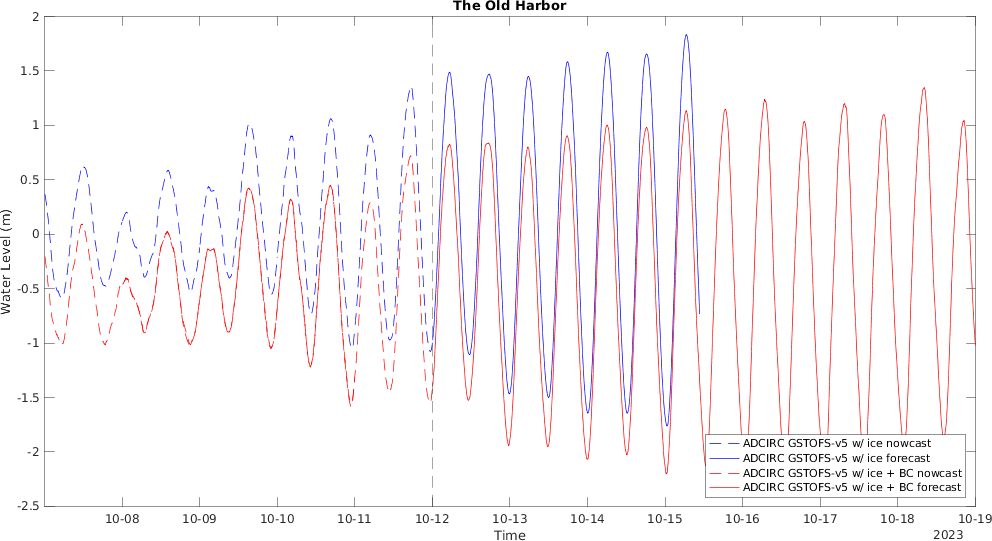 The Old Harbor
2
1.5
1
0.5
0
-0.5
-1
-1.5
-2
-2.5
Water Level (m)
ADCIRC GSTOFS-v5 w/ ice nowcast
ADCIRC GSTOFS-v5 w/ ice forecast
ADCIRC GSTOFS-v5 w/ ice + BC nowcast
ADCIRC GSTOFS-v5 w/ ice + BC forecast
10-08 10-09 10-10 10-11 10-12 10-13 10-14 10-15 10-16 10-17 10-18 10-19
Time
2023